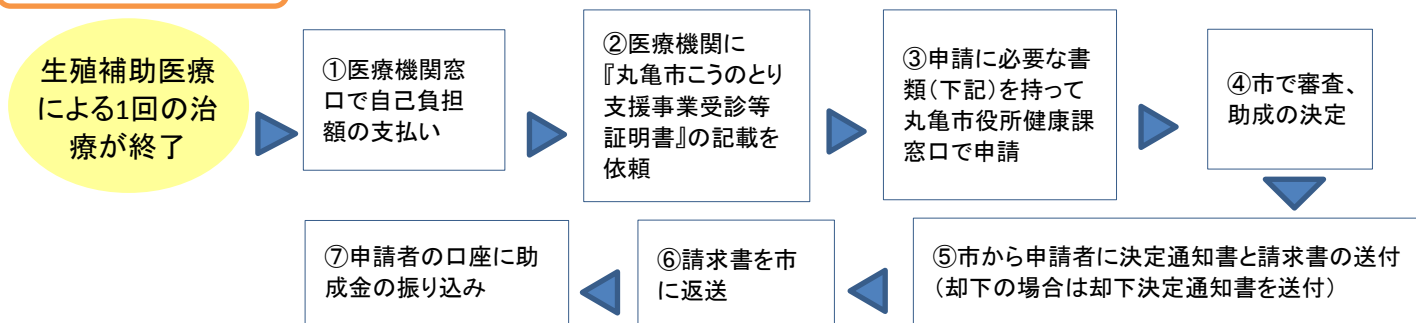 生殖補助医療
による1回の治
療が終了
①医療機関窓
口で自己負担
額の支払い
②医療機関に
『丸亀市こうのとり
支援事業受診等
証明書』の記載を
依頼
③申請に必要な書
類(下記)を持って
丸亀市役所健康課
窓口で申請
④市で審査、
助成の決定
⑤市から申請者に決定通知書と請求書の送付
(却下の場合は却下決定通知書を送付)
⑥請求書を市
に返送
⑦申請者の口座に助
成金の振り込み